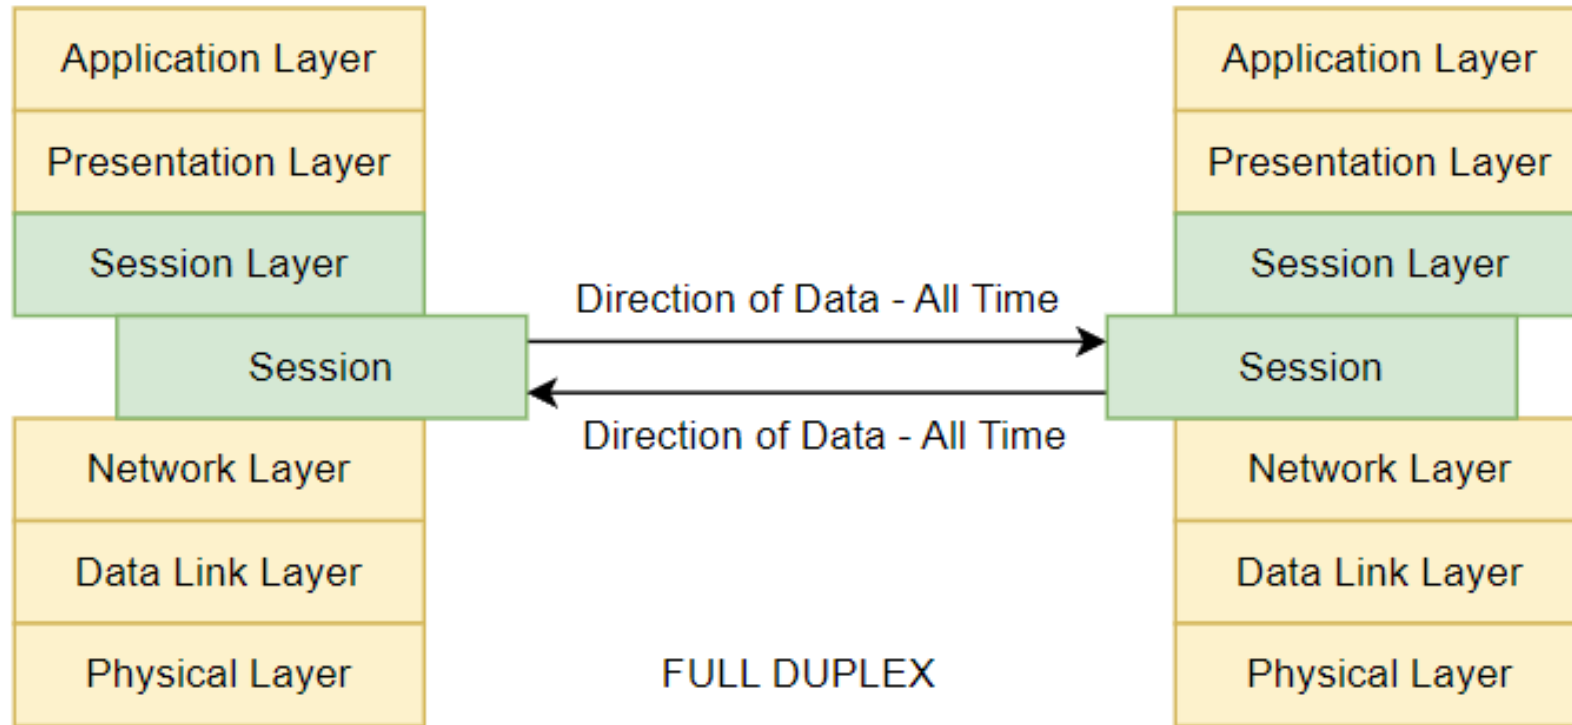 Application Layer
Presentation Layer
Session Layer
Session
Network Layer
Data Link Layer
Physical Layer
Direction of Data - All Time
Direction of Data - All Time
FULL DUPLEX
Application Layer
Presentation Layer
Session Layer
Session
Network Layer
Data Link Layer
Physical Layer